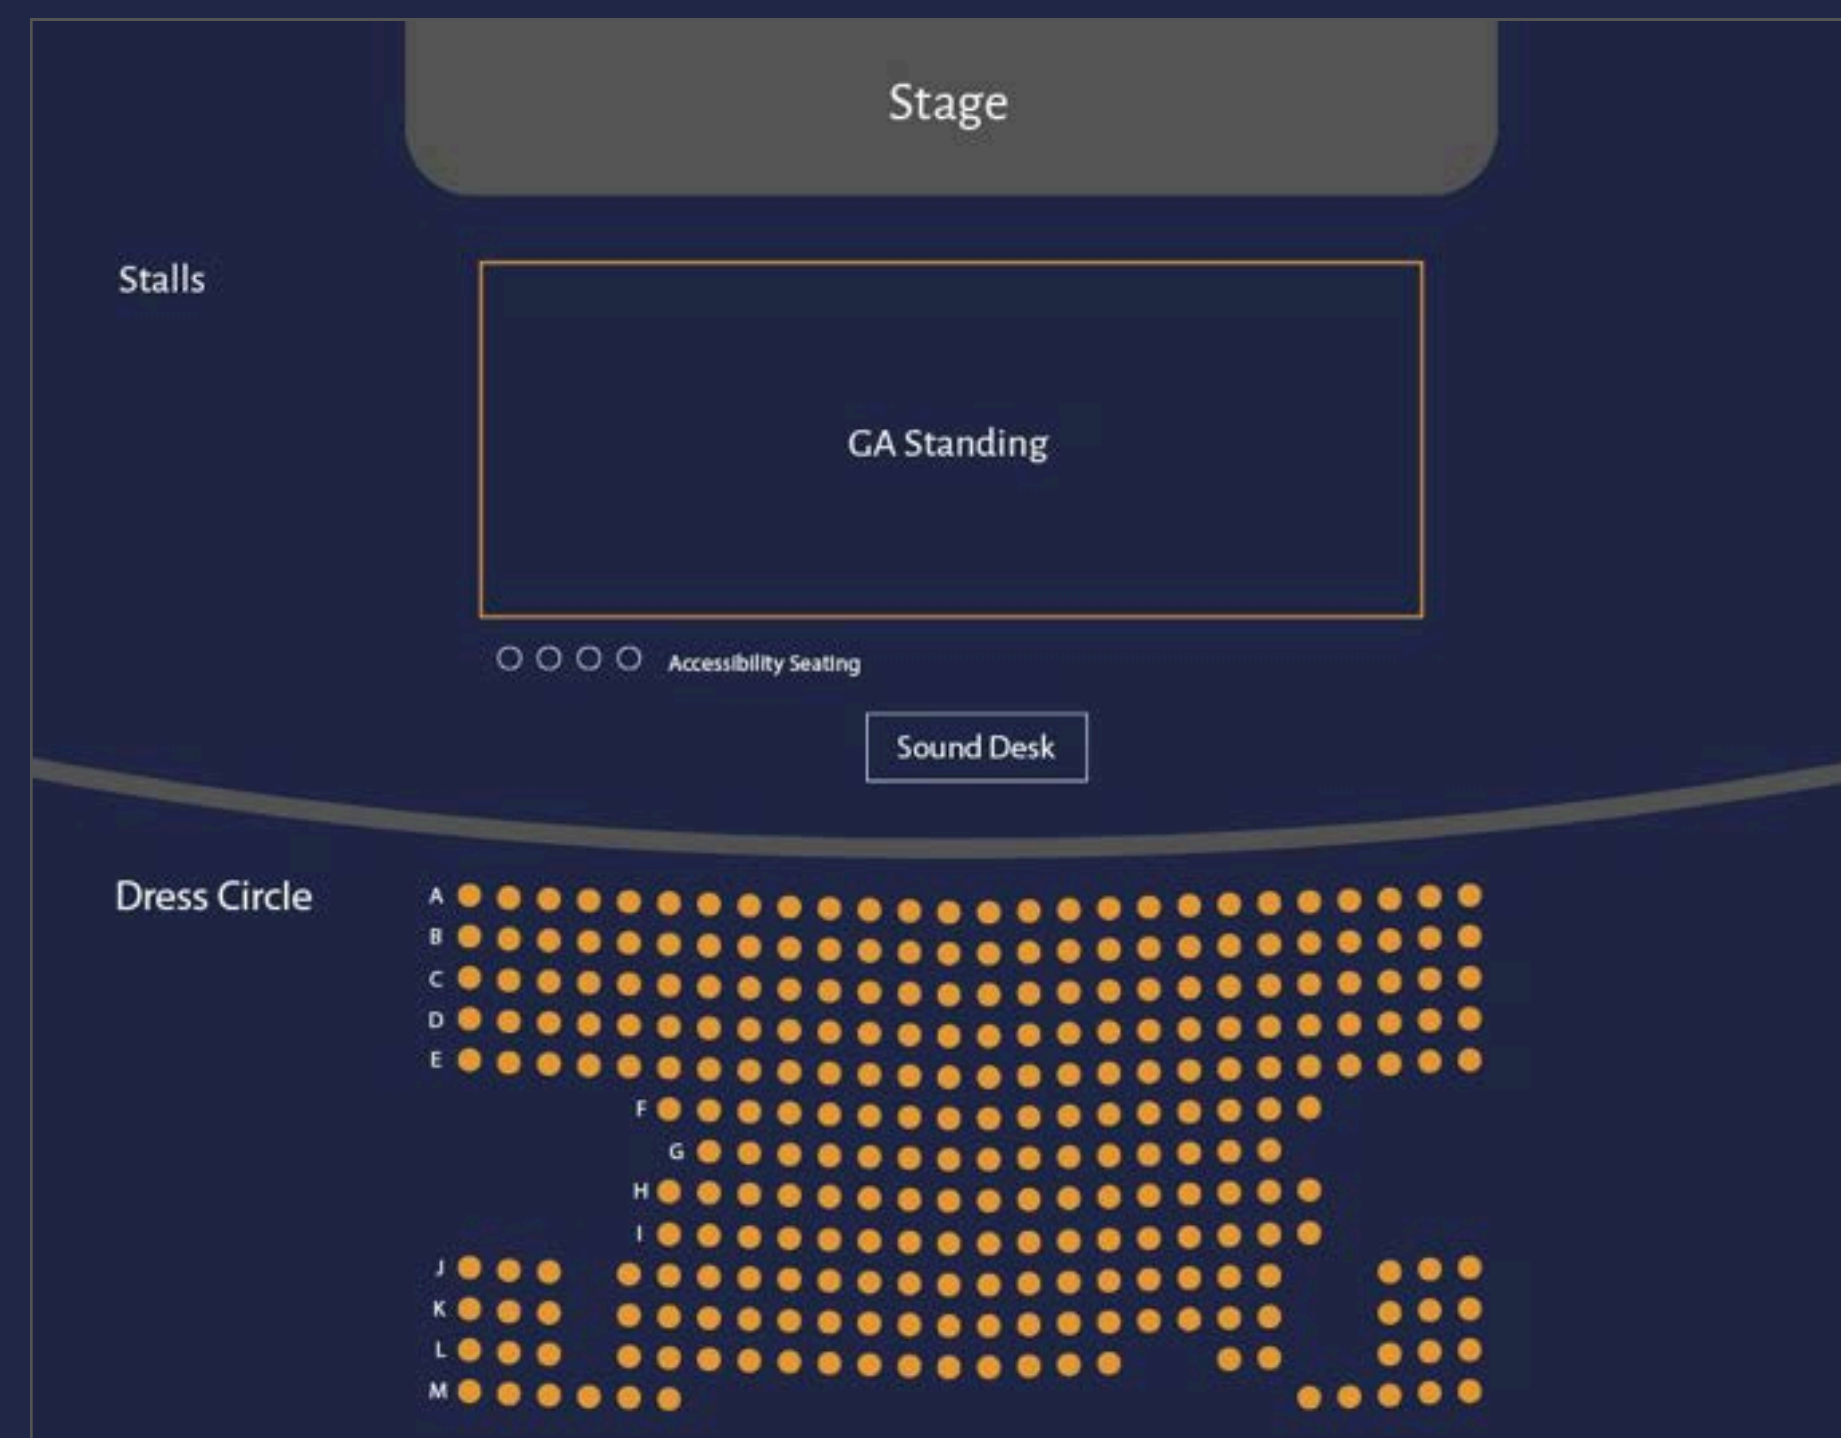 Stage
Stalls
GA Standing
Accessibility Seating
Sound Desk
Dress Circle
A
B
C
D
E
F
G
H
I
J
K
L
M